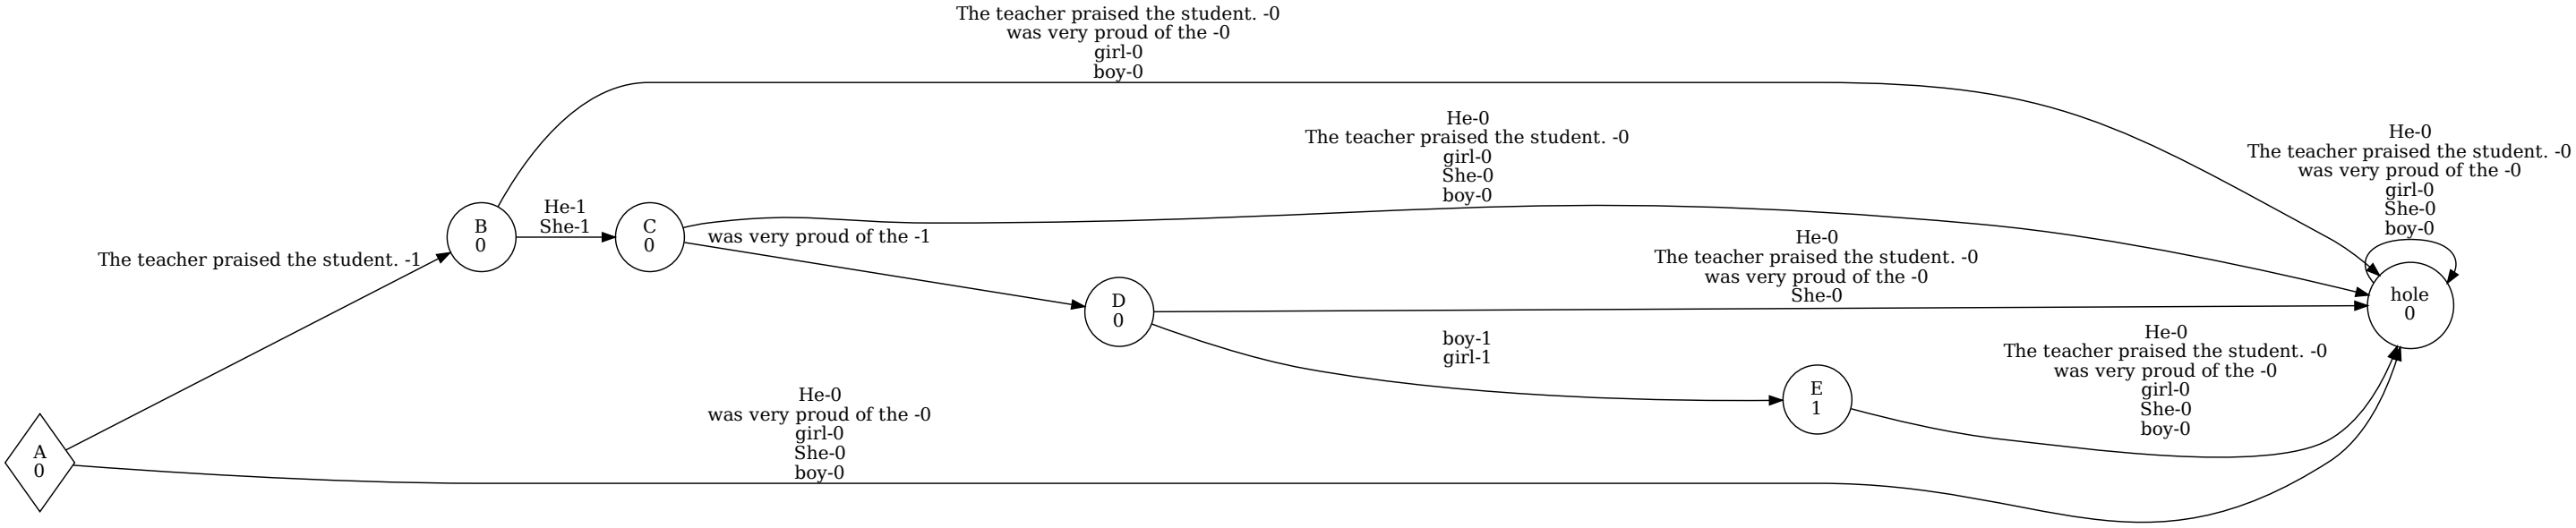 The teacher praised the student. -0
was very proud of the -0
girl-0
boy-0
He-0
The teacher praised the student. -0
girl-0
She-0
boy-0
He-0
The teacher praised the student. -0
was very proud of the -0
girl-0
She-0
boy-0
He-1
She-1
B
0
C
0
was very proud of the -1
The teacher praised the student. -1
He-0
The teacher praised the student. -0
was very proud of the -0
She-0
D
0
hole
0
boy-1
girl-1
He-0
The teacher praised the student. -0
was very proud of the -0
girl-0
She-0
boy-0
E
1
He-0
was very proud of the -0
girl-0
She-0
boy-0
A
0